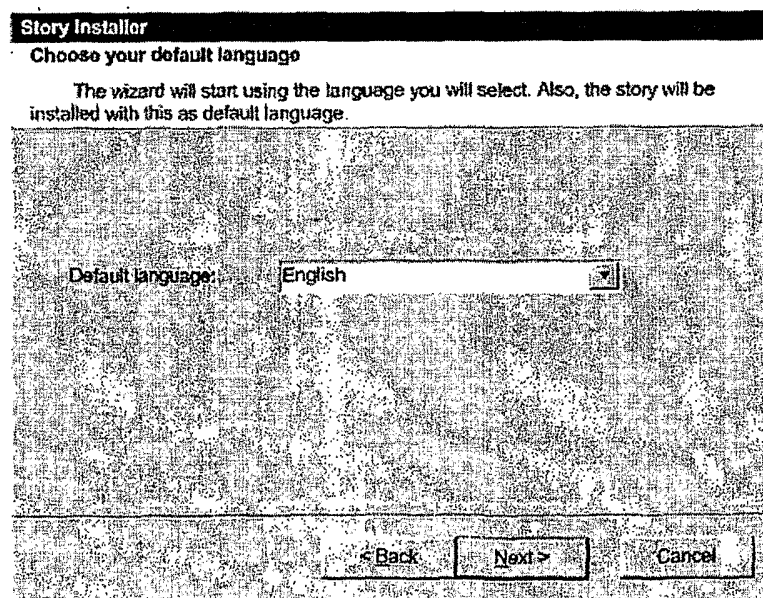 Story Installer
Choose your default language
The wizard will start using the language you will select. Also, the story will be
installed with this as default language.
Default language: English
< Back Next > Cancel